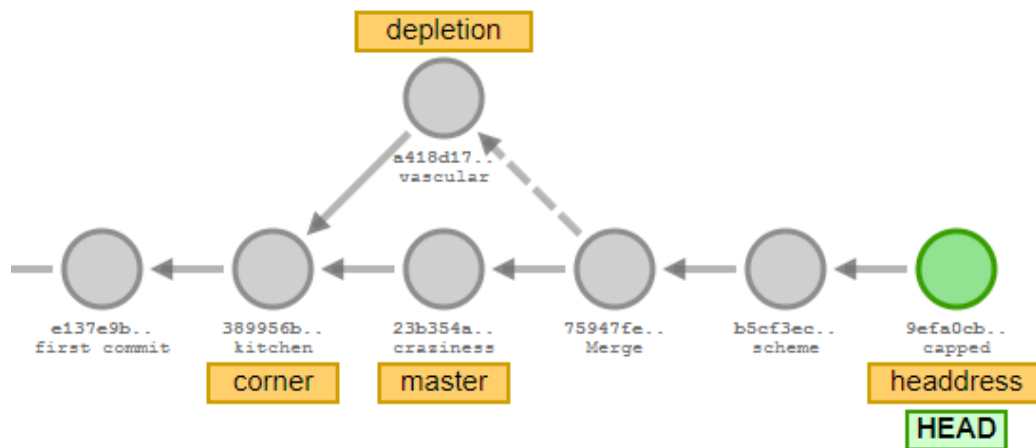 depletion
a418d17..
vascular
e137e9b..
first commit
389956b..
kitchen
corner
23b354a..
craziness
master
75947fe..
Merge
b5cf3ec..
scheme
9efa0cb..
capped
headdress
HEAD